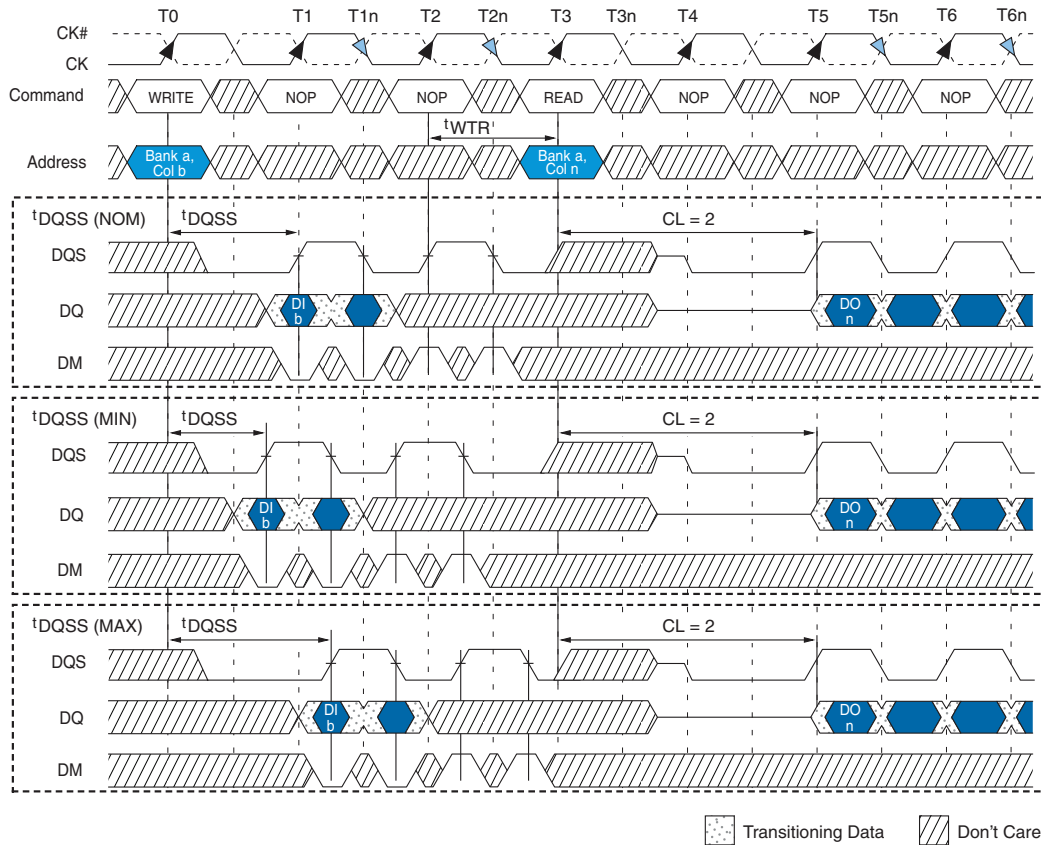 T0 T1 T1n T2 T2n T3 T3n T4 T5 T5n T6 T6n
CK#
CK
Command WRITE NOP NOP READ NOP NOP NOP
tWTR
Address Bank a, Col b Bank a, Col n
tDQSS (NOM) tDQSS CL = 2
DQS
DQ DI b DO n
DM
tDQSS (MIN) tDQSS CL = 2
DQS
DQ DI b DO n
DM
tDQSS (MAX) tDQSS CL = 2
DQS
DQ DI b DO n
DM
Transitioning Data Don't Care